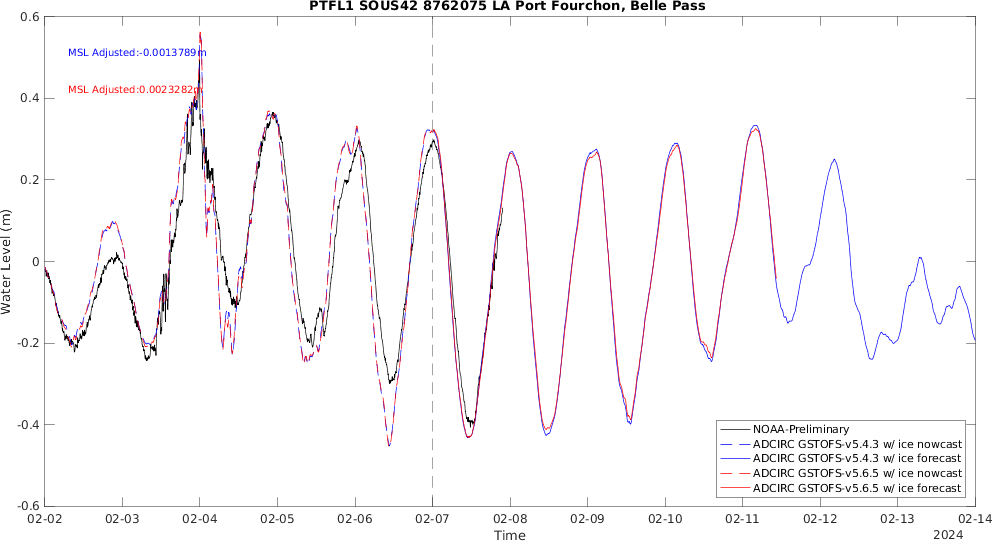 PTFL1 SOUS42 8762075 LA Port Fourchon, Belle Pass
MSL Adjusted:-0.0013789m
MSL Adjusted:0.0023282m
Water Level (m)
0.6
0.4
0.2
0
-0.2
-0.4
-0.6
NOAA-Preliminary
ADCIRC GSTOFS-v5.4.3 w/ ice nowcast
ADCIRC GSTOFS-v5.4.3 w/ ice forecast
ADCIRC GSTOFS-v5.6.5 w/ ice nowcast
ADCIRC GSTOFS-v5.6.5 w/ ice forecast
02-02 02-03 02-04 02-05 02-06 02-07 02-08 02-09 02-10 02-11 02-12 02-13 02-14
Time
2024